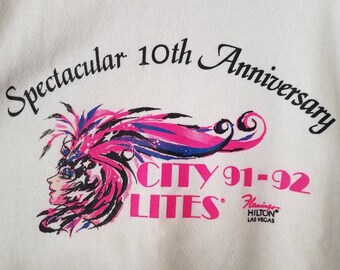 Spectacular 10th Anniversary
CITY 91-92
LITES®
Flamingo
HILTON®
LAS VEGAS